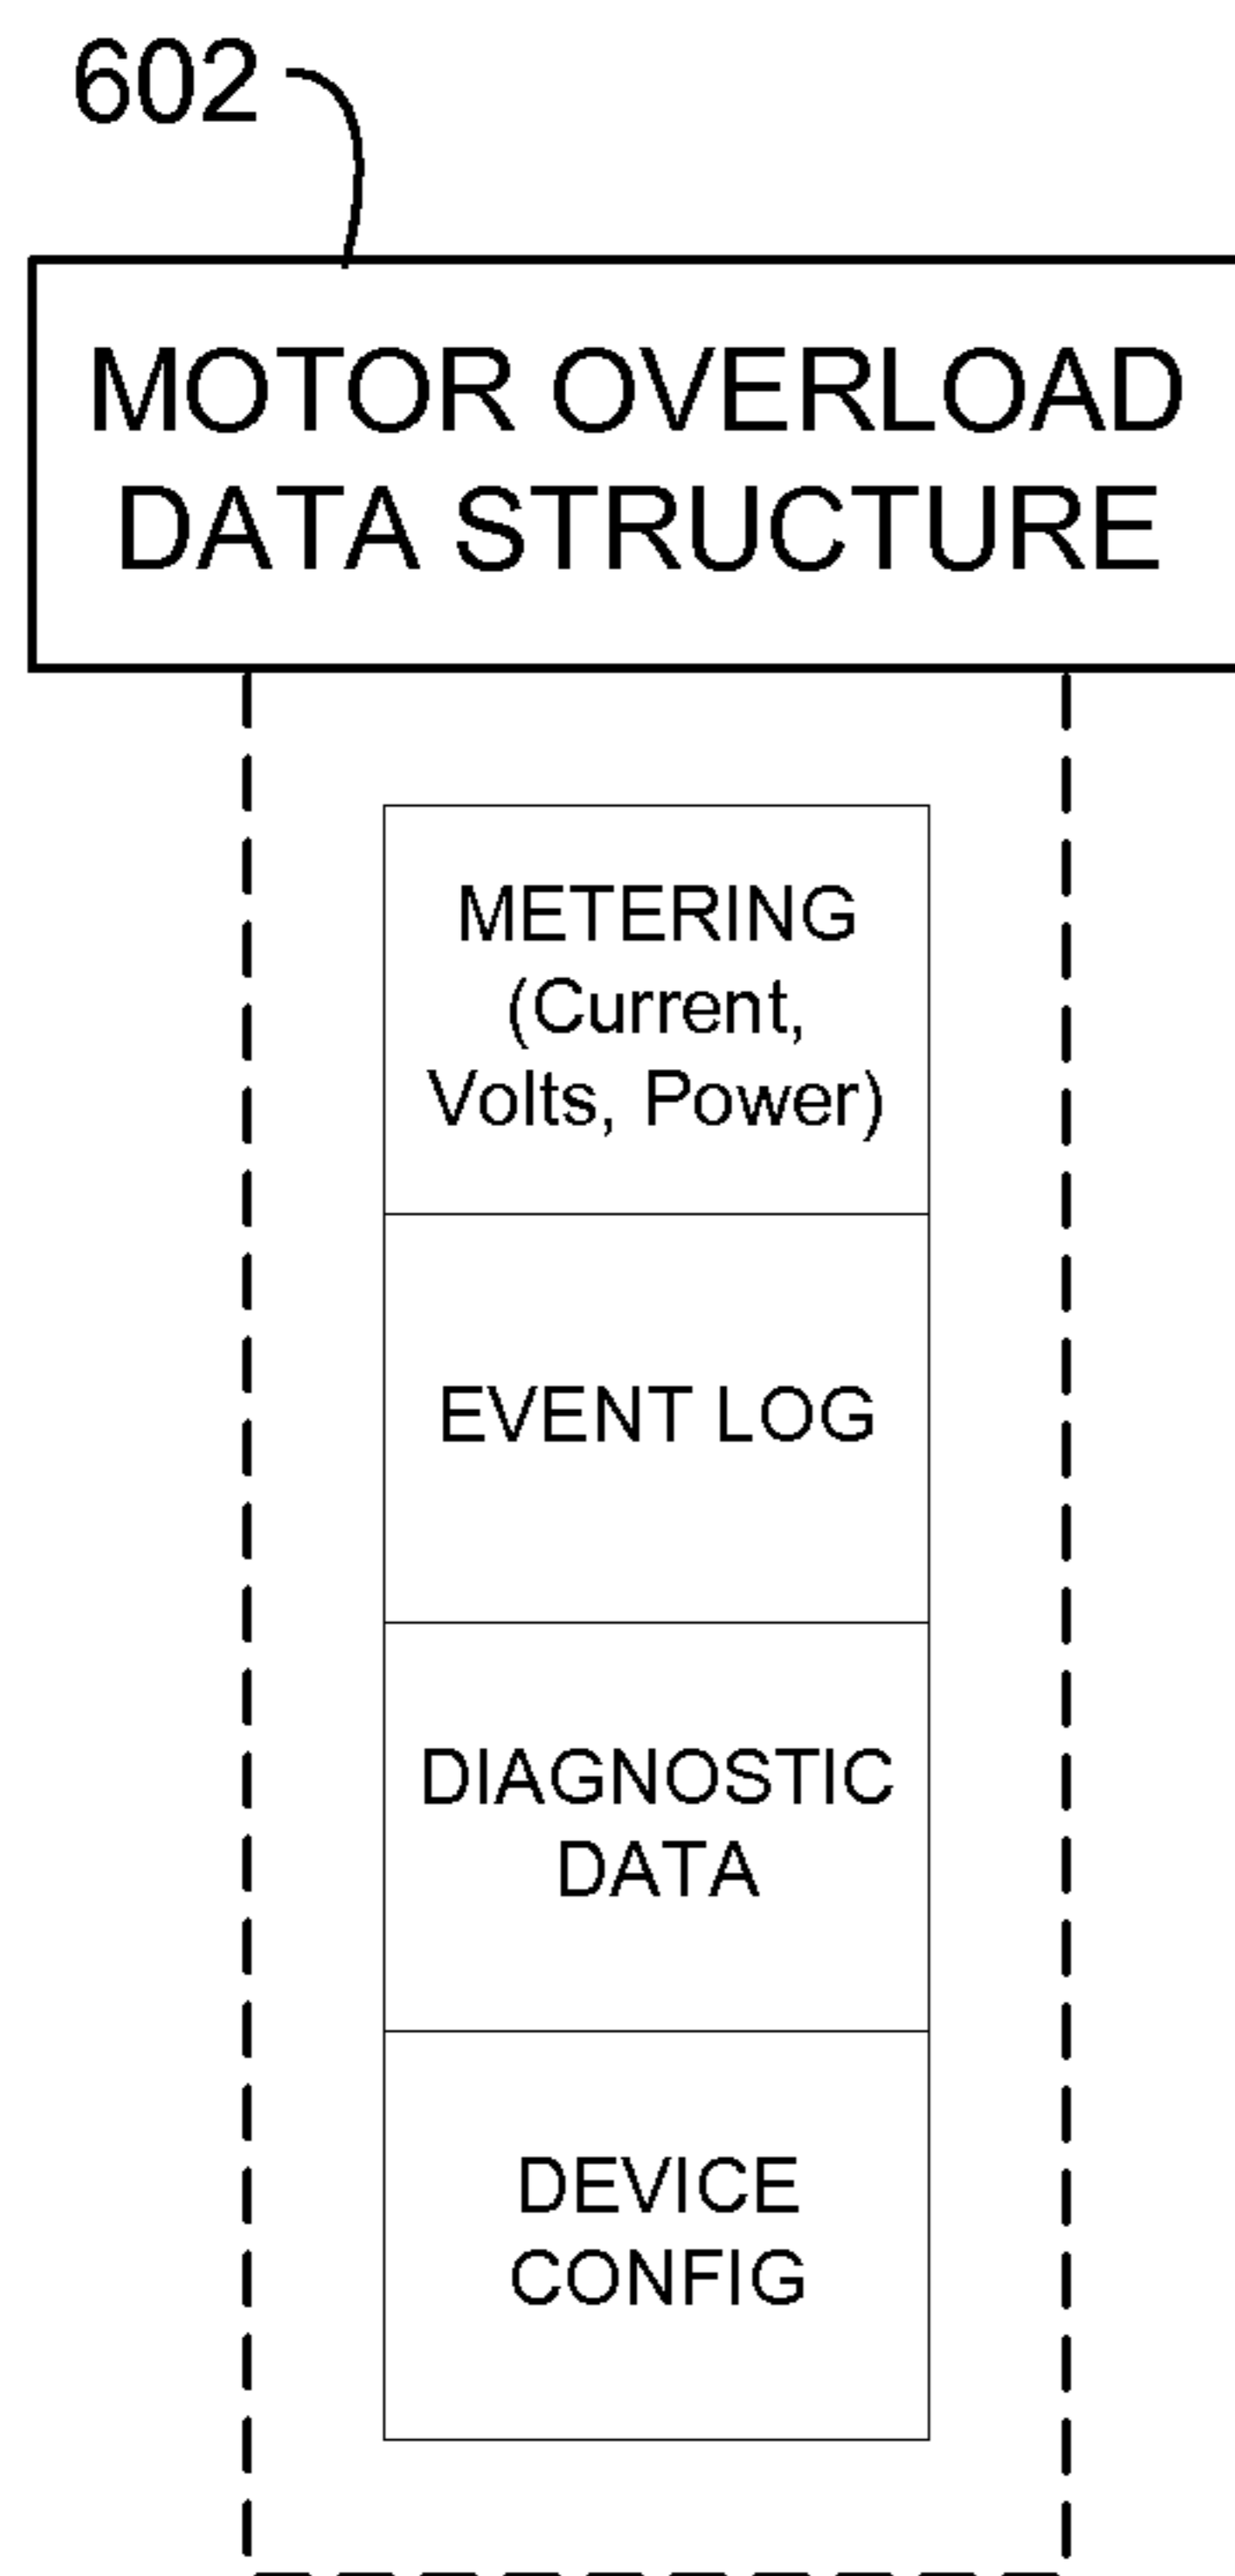 602
MOTOR OVERLOAD
DATA STRUCTURE
METERING
(Current,
Volts, Power)
EVENT LOG
DIAGNOSTIC
DATA
DEVICE
CONFIG